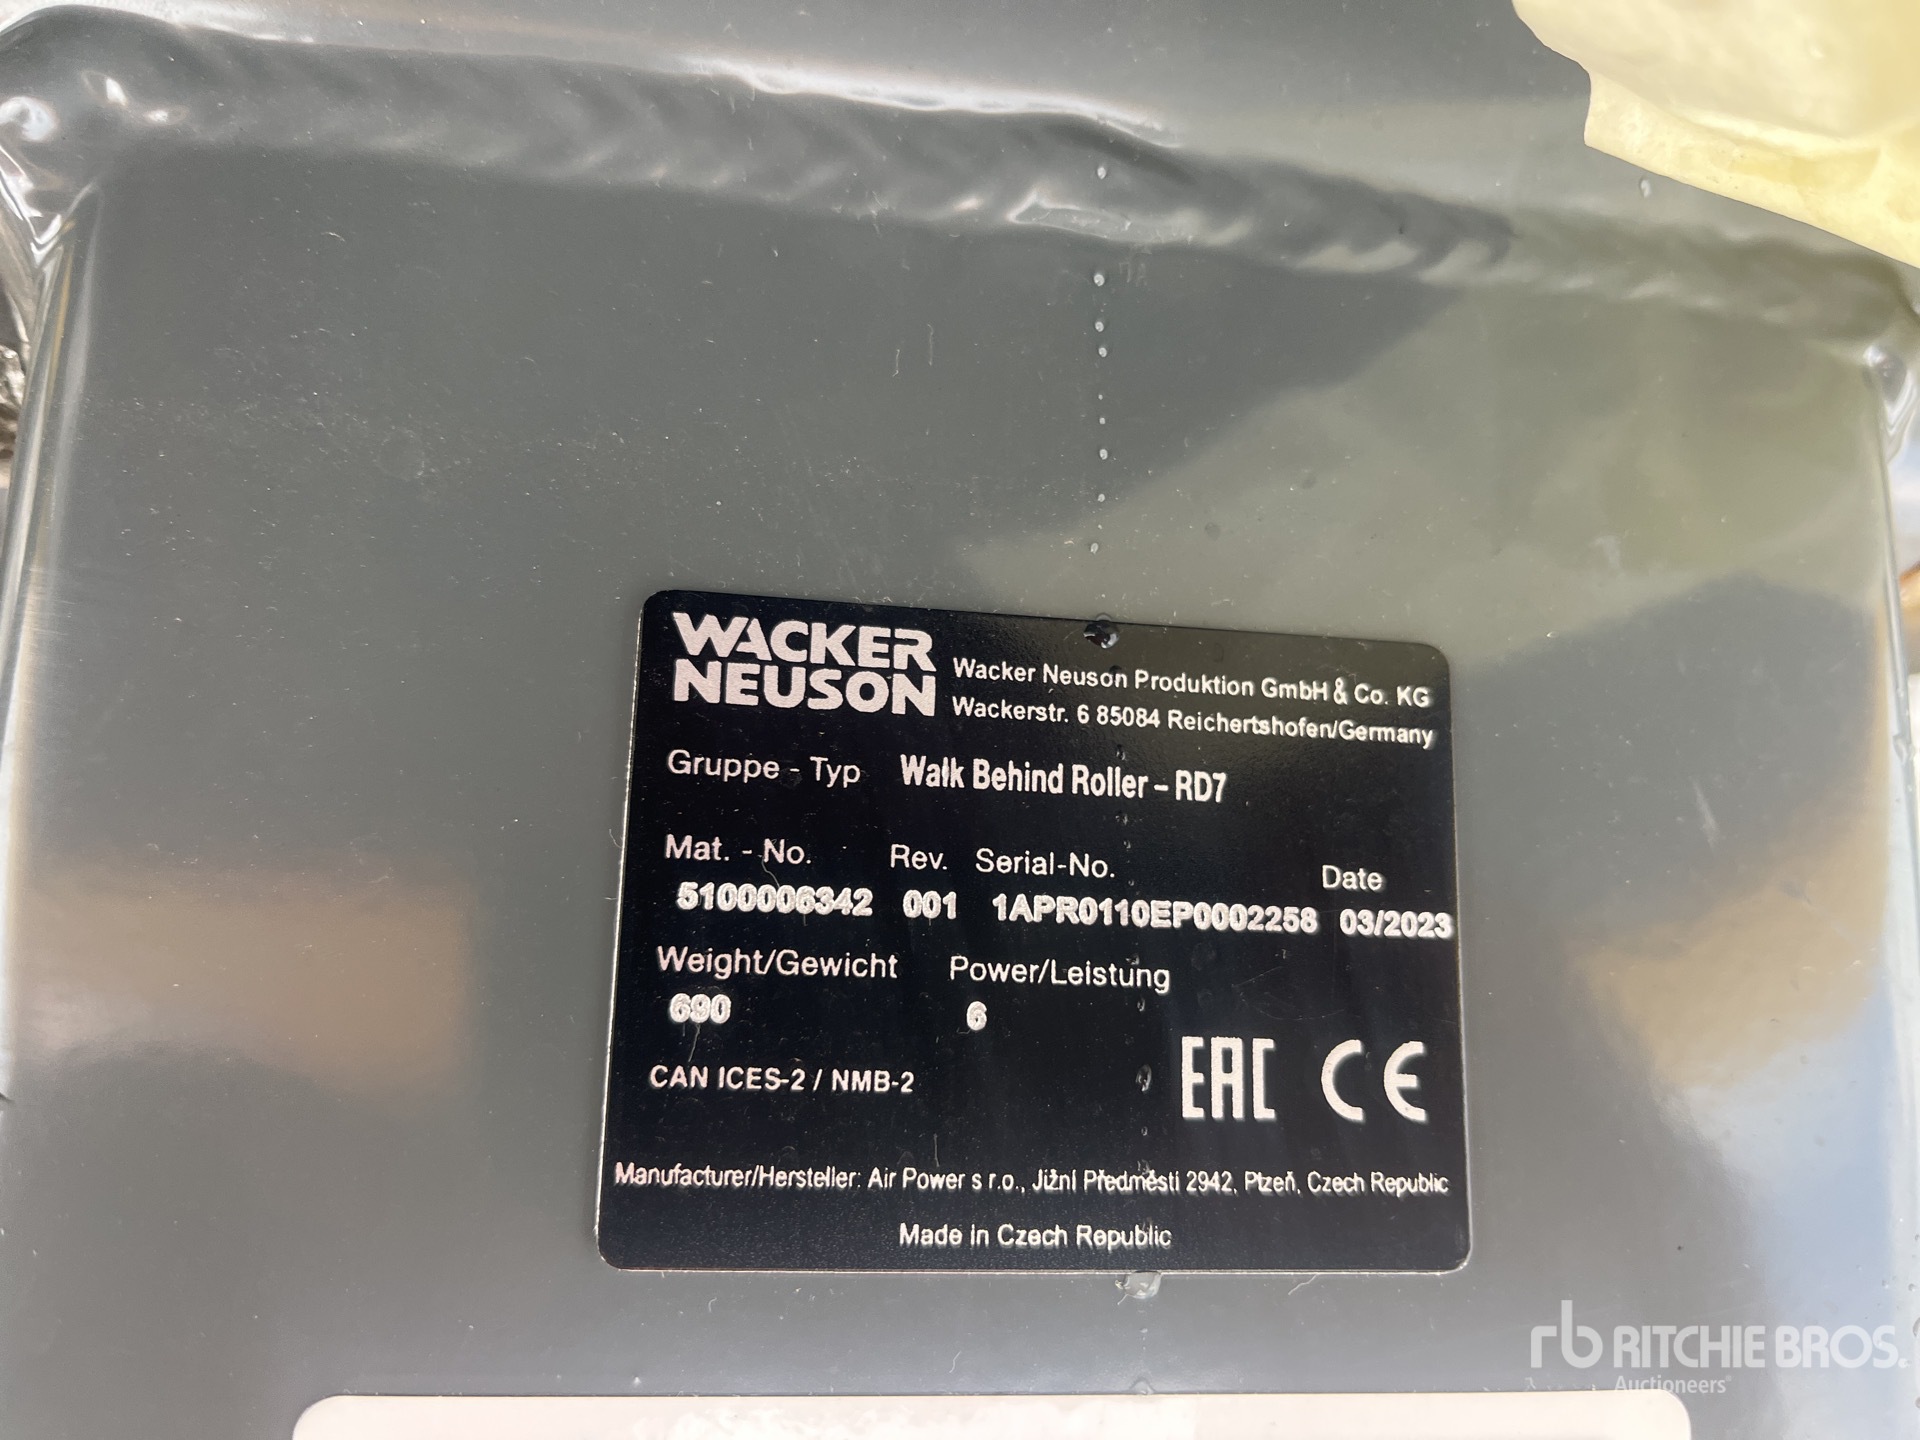 WACKER
NEUSON
Wacker Neuson Produktion GmbH & Co. KG
Wackerstr. 6 85084 Reichertshofen/Germany
Gruppe - Typ Walk Behind Roller - RD7
Mat. - No. Rev. Serial-No. Date
5100006342 001 1APR0110EP0002258 03/2023
Weight/Gewicht Power/Leistung
690 6
CAN ICES-2 / NMB-2
EAC CE
Manufacturer/Hersteller: Air Power s r.o., Jižní Předměstí 2942, Plzeň, Czech Republic
Made in Czech Republic
rb RITCHIE BROS.
Auctioneers